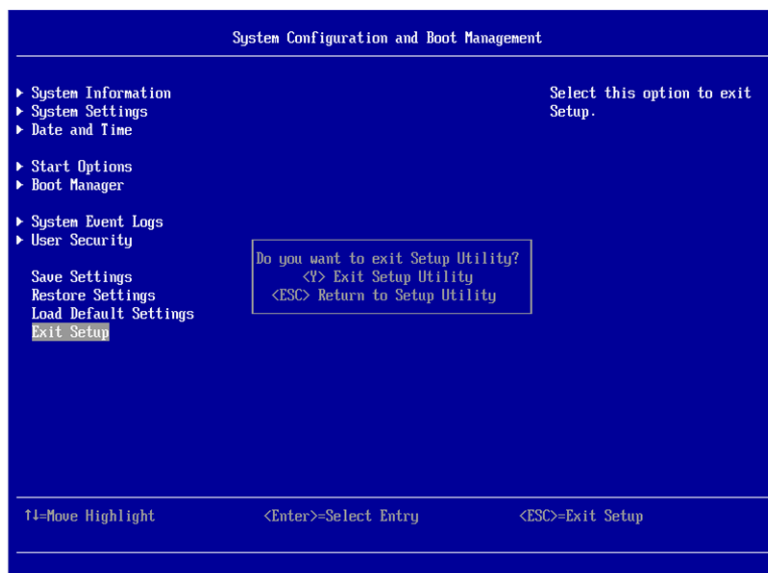 System Configuration and Boot Management
▶ System Information
▶ System Settings
▶ Date and Time
▶ Start Options
▶ Boot Manager
▶ System Event Logs
▶ User Security
Save Settings
Restore Settings
Load Default Settings
Exit Setup
Select this option to exit
Setup.
Do you want to exit Setup Utility?
<Y> Exit Setup Utility
<ESC> Return to Setup Utility
↑↓=Move Highlight <Enter>=Select Entry <ESC>=Exit Setup